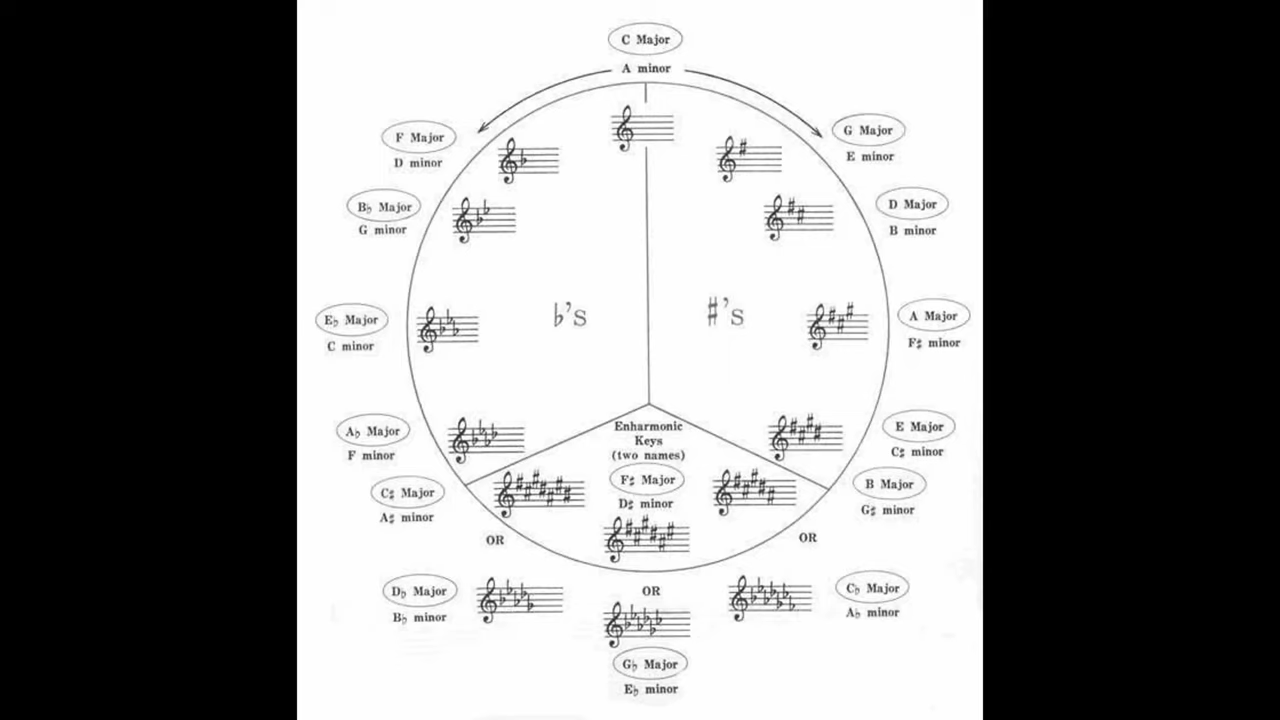 C Major
A minor
F Major
D minor
G Major
E minor
B♭ Major
G minor
D Major
B minor
E♭ Major
C minor
♭'s
♯'s
A Major
F♯ minor
A♭ Major
F minor
Enharmonic
Keys
(two names)
E Major
C♯ minor
C♯ Major
A♯ minor
F♯ Major
D♯ minor
B Major
G♯ minor
OR
OR
D♭ Major
B♭ minor
OR
C♭ Major
A♭ minor
G♭ Major
E♭ minor